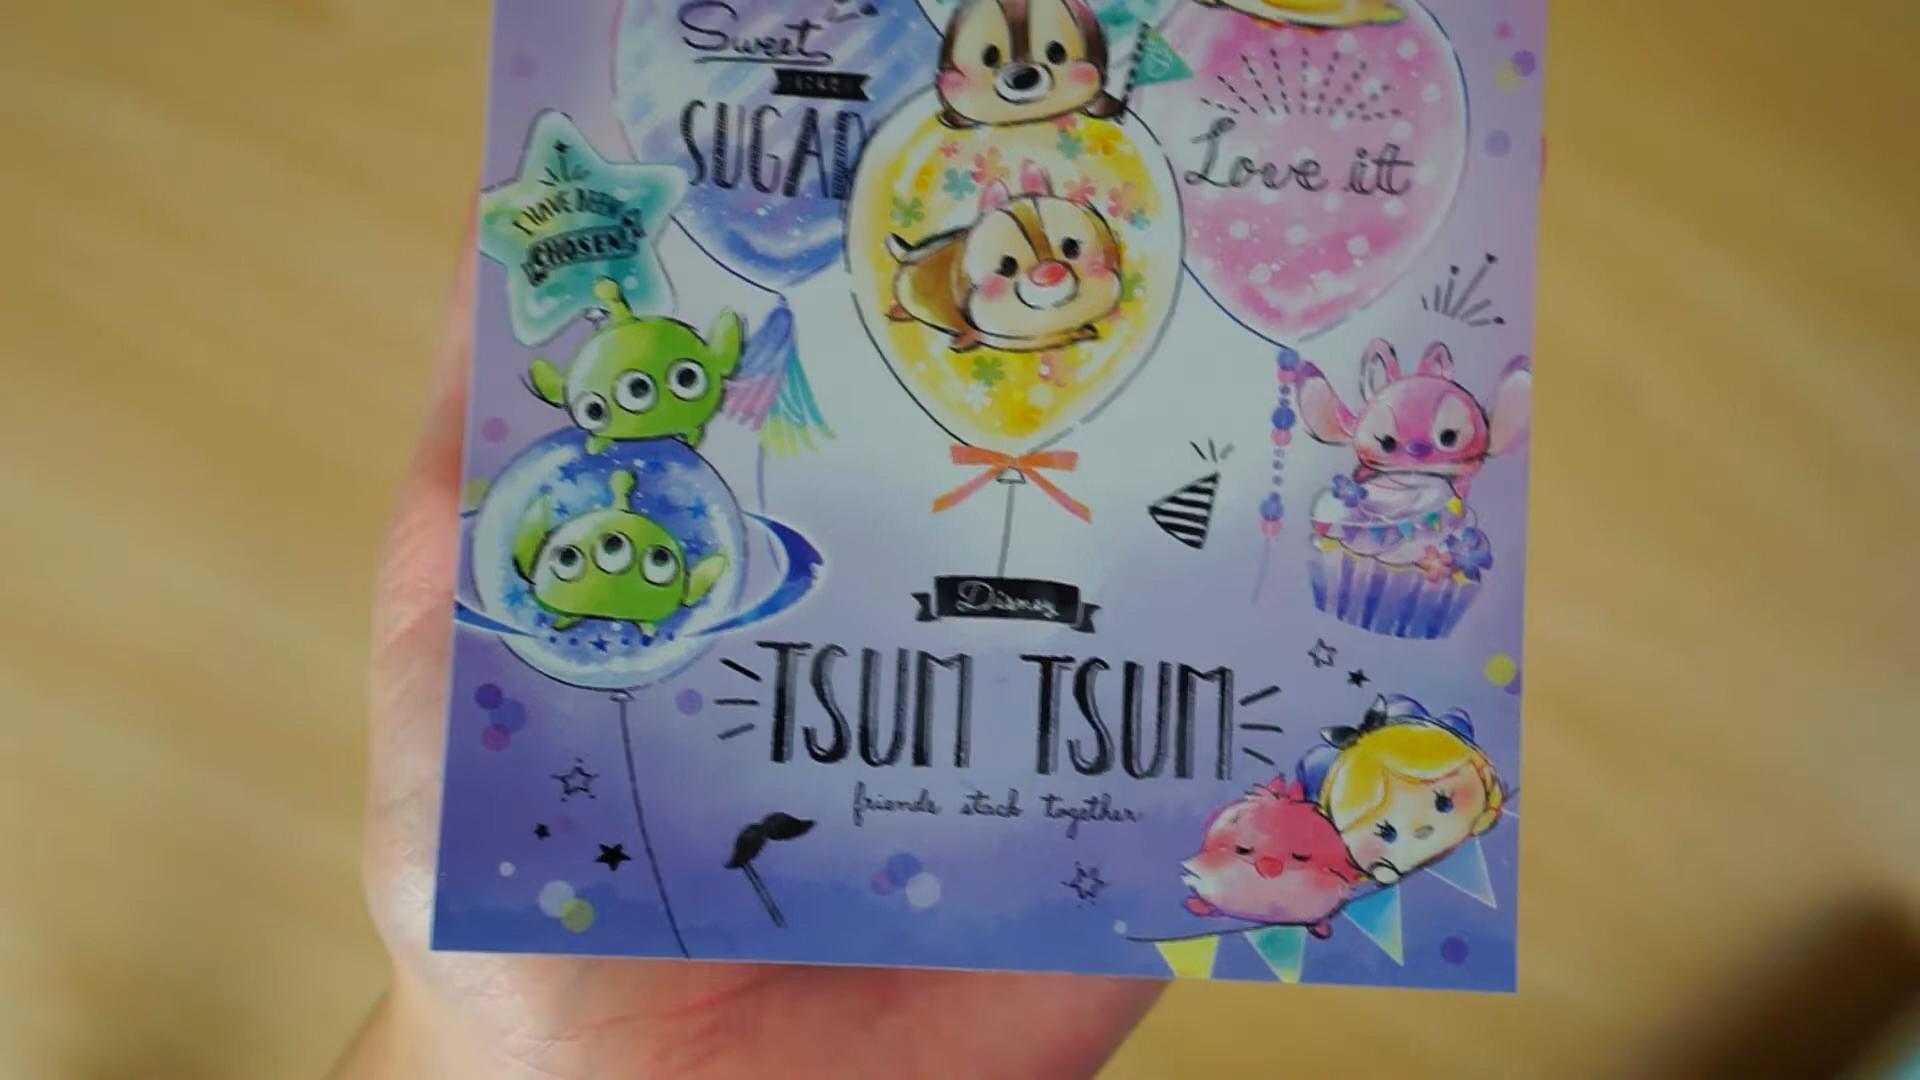 Sweet
SUGAR
Love it
I HAVE BEEN
CHOSEN!
Disney
TSUM TSUM
friends stack together